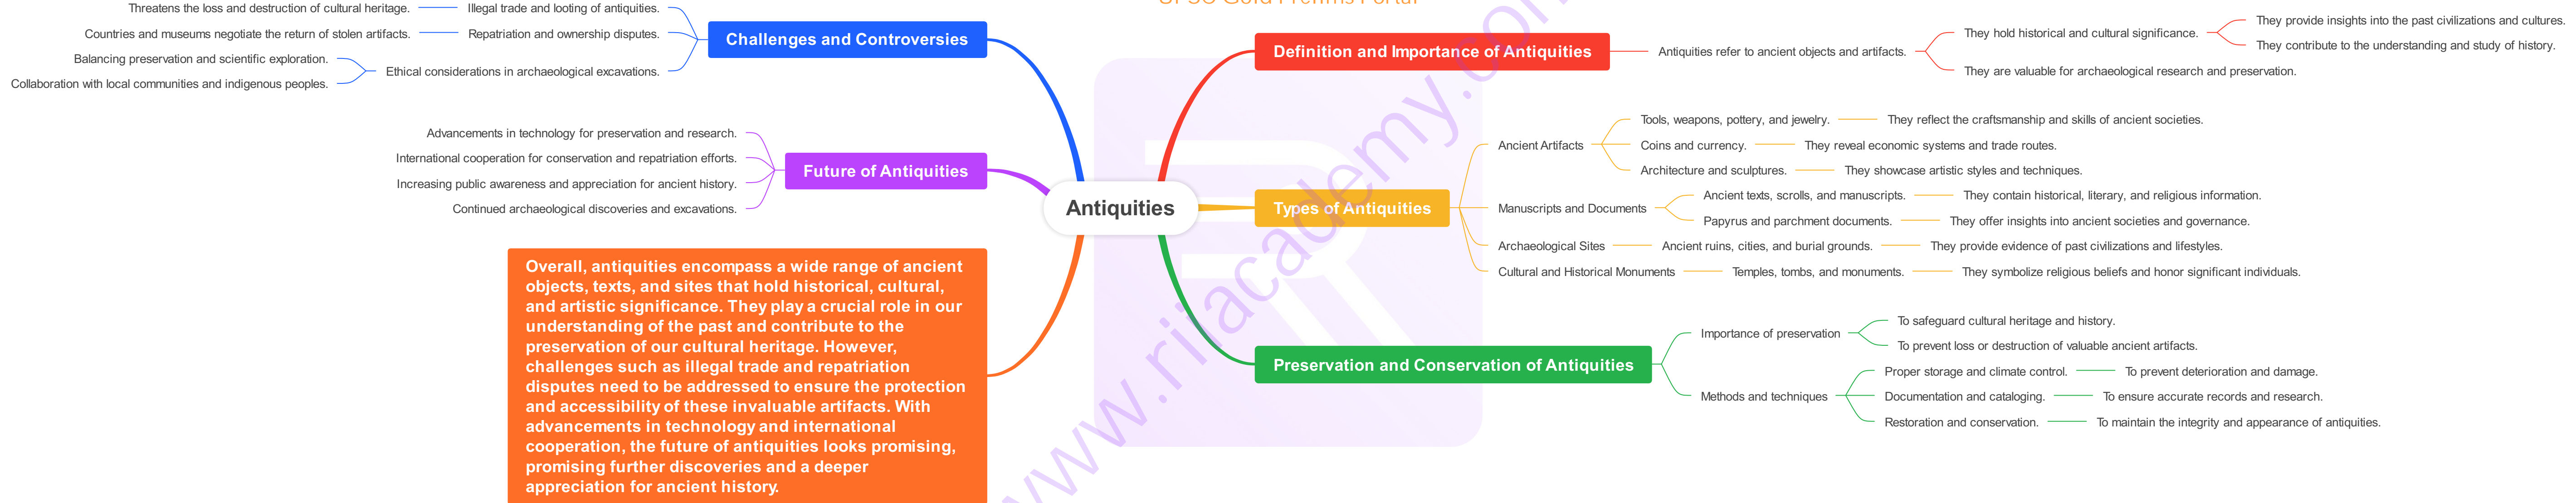 UPSC Gold Prelims Portal
Threatens the loss and destruction of cultural heritage.
Illegal trade and looting of antiquities.
Countries and museums negotiate the return of stolen artifacts.
Repatriation and ownership disputes.
Challenges and Controversies
Balancing preservation and scientific exploration.
Collaboration with local communities and indigenous peoples.
Ethical considerations in archaeological excavations.
Advancements in technology for preservation and research.
International cooperation for conservation and repatriation efforts.
Increasing public awareness and appreciation for ancient history.
Continued archaeological discoveries and excavations.
Future of Antiquities
Overall, antiquities encompass a wide range of ancient
objects, texts, and sites that hold historical, cultural,
and artistic significance. They play a crucial role in our
understanding of the past and contribute to the
preservation of our cultural heritage. However,
challenges such as illegal trade and repatriation
disputes need to be addressed to ensure the protection
and accessibility of these invaluable artifacts. With
advancements in technology and international
cooperation, the future of antiquities looks promising,
promising further discoveries and a deeper
appreciation for ancient history.
Antiquities
Definition and Importance of Antiquities
Antiquities refer to ancient objects and artifacts.
They hold historical and cultural significance.
They provide insights into the past civilizations and cultures.
They contribute to the understanding and study of history.
They are valuable for archaeological research and preservation.
Types of Antiquities
Ancient Artifacts
Tools, weapons, pottery, and jewelry.
They reflect the craftsmanship and skills of ancient societies.
Coins and currency.
They reveal economic systems and trade routes.
Architecture and sculptures.
They showcase artistic styles and techniques.
Manuscripts and Documents
Ancient texts, scrolls, and manuscripts.
They contain historical, literary, and religious information.
Papyrus and parchment documents.
They offer insights into ancient societies and governance.
Archaeological Sites
Ancient ruins, cities, and burial grounds.
They provide evidence of past civilizations and lifestyles.
Cultural and Historical Monuments
Temples, tombs, and monuments.
They symbolize religious beliefs and honor significant individuals.
Preservation and Conservation of Antiquities
Importance of preservation
To safeguard cultural heritage and history.
To prevent loss or destruction of valuable ancient artifacts.
Methods and techniques
Proper storage and climate control.
To prevent deterioration and damage.
Documentation and cataloging.
To ensure accurate records and research.
Restoration and conservation.
To maintain the integrity and appearance of antiquities.